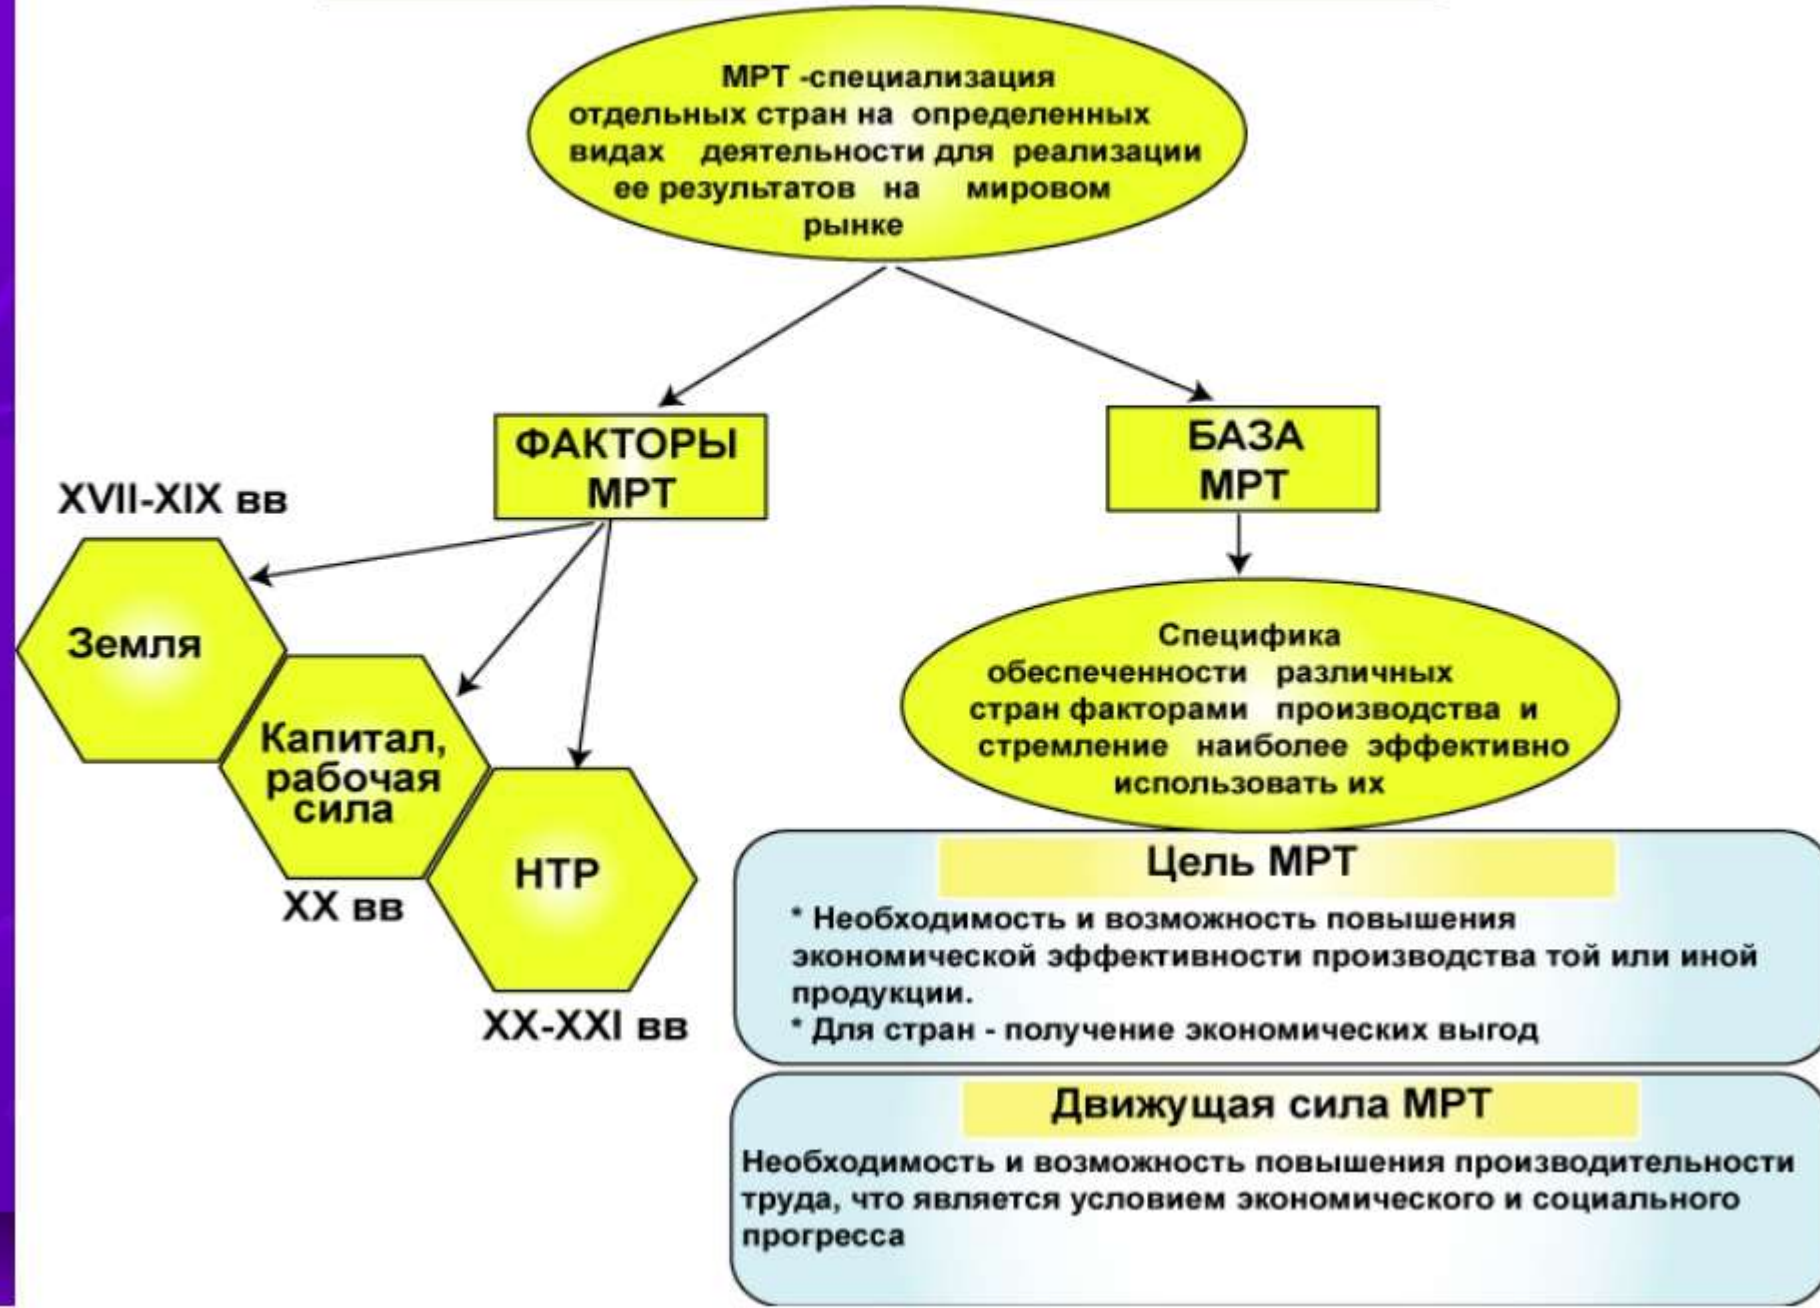 МРТ -специализация
отдельных стран на определенных
видах деятельности для реализации
ее результатов на мировом
рынке
ФАКТОРЫ
МРТ
БАЗА
МРТ
XVII-XIX вв
Земля
Капитал,
рабочая
сила
XX вв
НТР
XX-XXI вв
Специфика
обеспеченности различных
стран факторами производства и
стремление наиболее эффективно
использовать их
Цель МРТ
* Необходимость и возможность повышения
экономической эффективности производства той или иной
продукции.
* Для стран - получение экономических выгод
Движущая сила МРТ
Необходимость и возможность повышения производительности
труда, что является условием экономического и социального
прогресса